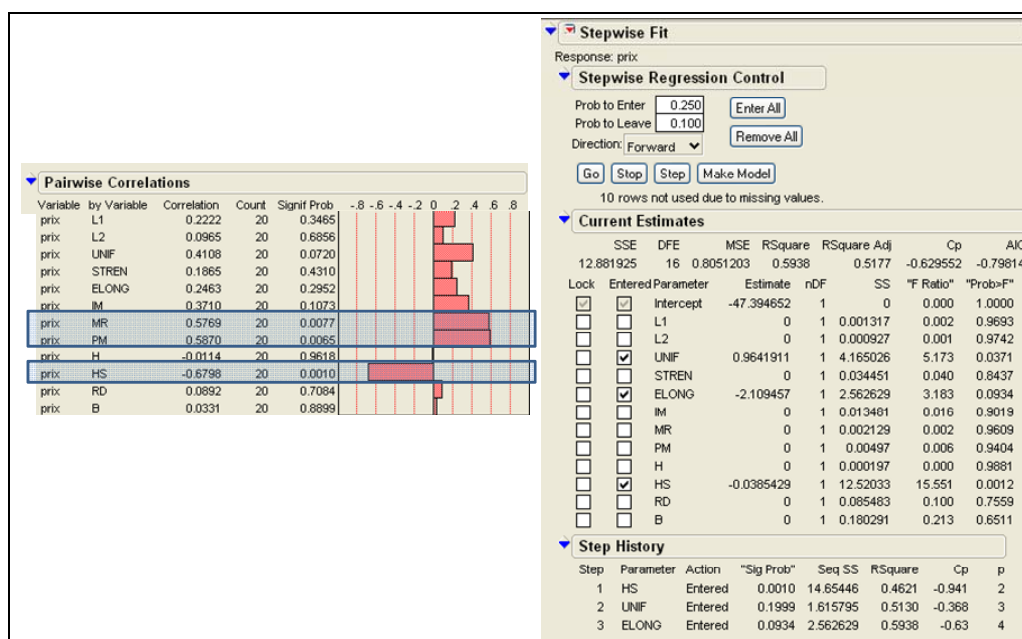 Pairwise Correlations
Variable by Variable Correlation Count Signif Prob -.8 -.6 -.4 -.2 0 .2 .4 .6 .8
prix L1 0.2222 20 0.3465
prix L2 0.0965 20 0.6856
prix UNIF 0.4108 20 0.0720
prix STREN 0.1865 20 0.4310
prix ELONG 0.2463 20 0.2952
prix IM 0.3710 20 0.1073
prix MR 0.5769 20 0.0077
prix PM 0.5870 20 0.0065
prix H -0.0114 20 0.9618
prix HS -0.6798 20 0.0010
prix RD 0.0892 20 0.7084
prix B 0.0331 20 0.8899
Stepwise Fit
Response: prix
Stepwise Regression Control
Prob to Enter 0.250 Enter All
Prob to Leave 0.100 Remove All
Direction: Forward
Go Stop Step Make Model
10 rows not used due to missing values.
Current Estimates
SSE DFE MSE RSquare RSquare Adj Cp AIC
12.881925 16 0.8051203 0.5938 0.5177 -0.629552 -0.79814
Lock Entered Parameter Estimate nDF SS "F Ratio" "Prob>F"
Intercept -47.394652 1 0 0.000 1.0000
L1 0 1 0.001317 0.002 0.9693
L2 0 1 0.000927 0.001 0.9742
UNIF 0.9641911 1 4.165026 5.173 0.0371
STREN 0 1 0.034451 0.040 0.8437
ELONG -2.109457 1 2.562629 3.183 0.0934
IM 0 1 0.013481 0.016 0.9019
MR 0 1 0.002129 0.002 0.9609
PM 0 1 0.00497 0.006 0.9404
H 0 1 0.000197 0.000 0.9881
HS -0.0385429 1 12.52033 15.551 0.0012
RD 0 1 0.085483 0.100 0.7559
B 0 1 0.180291 0.213 0.6511
Step History
Step Parameter Action "Sig Prob" Seq SS RSquare Cp p
1 HS Entered 0.0010 14.65446 0.4621 -0.941 2
2 UNIF Entered 0.1999 1.615795 0.5130 -0.368 3
3 ELONG Entered 0.0934 2.562629 0.5938 -0.63 4